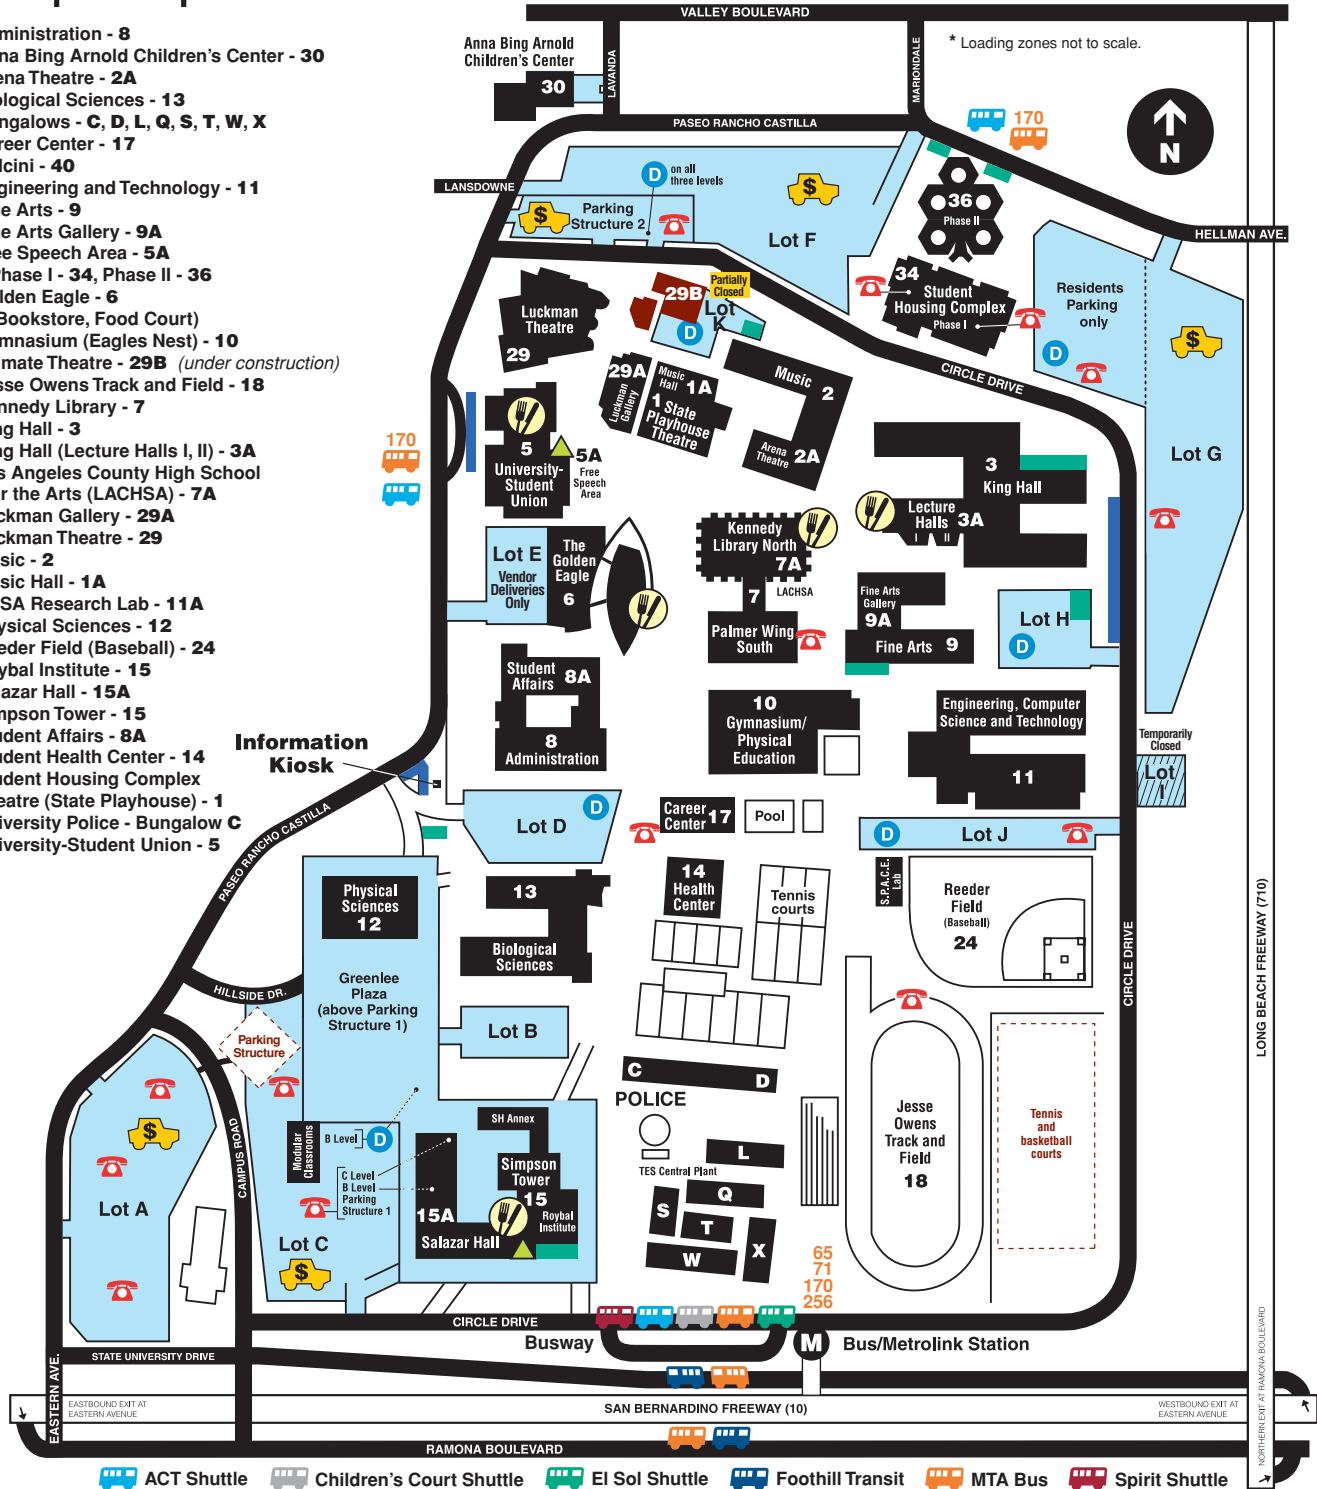 ministration - 8
na Bing Arnold Children's Center - 30
ena Theatre - 2A
ological Sciences - 13
ngalows - C, D, L, Q, S, T, W, X
reer Center - 17
lcini - 40
gineering and Technology - 11
e Arts - 9
e Arts Gallery - 9A
ee Speech Area - 5A
Phase I - 34, Phase II - 36
lden Eagle - 6
Bookstore, Food Court)
mnasium (Eagles Nest) - 10
imate Theatre - 29B (under construction)
sse Owens Track and Field - 18
nnedy Library - 7
ng Hall - 3
ng Hall (Lecture Halls I, II) - 3A
s Angeles County High School
r the Arts (LACHSA) - 7A
ckman Gallery - 29A
ckman Theatre - 29
usic - 2
usic Hall - 1A
SA Research Lab - 11A
ysical Sciences - 12
eder Field (Baseball) - 24
ybal Institute - 15
lazar Hall - 15A
mpson Tower - 15
udent Affairs - 8A
udent Health Center - 14
udent Housing Complex
eatre (State Playhouse) - 1
iversity Police - Bungalow C
iversity-Student Union - 5
VALLEY BOULEVARD
* Loading zones not to scale.
Anna Bing Arnold
Children's Center
30
LAVANDA
MARIONDALE
PASEO RANCHO CASTILLA
170
N
LANSDOWNE
D on all
three levels
$
Parking
Structure 2
$
Lot F
36
Phase II
HELLMAN AVE.
34
Student
Housing Complex
Phase I
Residents
Parking
only
D
$
Luckman
Theatre
29
29B
Partially
Closed
Lot
K
D
CIRCLE DRIVE
29A
Luckman
Gallery
Music
Hall
1A
1 State
Playhouse
Theatre
Music
2
Arena
Theatre
2A
170
5
University-
Student
Union
5A
Free
Speech
Area
3
King Hall
Lecture
Halls
I II
3A
Lot G
Kennedy
Library North
7A
LACHSA
7
Palmer Wing
South
Lot E
Vendor
Deliveries
Only
The
Golden
Eagle
6
Fine Arts
Gallery
9A
Fine Arts 9
Lot H
D
Student
Affairs
8A
8
Administration
10
Gymnasium/
Physical
Education
Engineering, Computer
Science and Technology
11
Temporarily
Closed
Lot
I
Information
Kiosk
PASEO RANCHO CASTILLA
Lot D
D
Career
Center 17
Pool
D
Lot J
Physical
Sciences
12
13
Biological
Sciences
14
Health
Center
Tennis
courts
S.P.A.C.E.
Lab
Reeder
Field
(Baseball)
24
CIRCLE DRIVE
LONG BEACH FREEWAY (710)
HILLSIDE DR.
Greenlee
Plaza
(above Parking
Structure 1)
Parking
Structure
Lot B
C
D
POLICE
TES Central Plant
L
Q
S
T
W
X
Jesse
Owens
Track and
Field
18
Tennis
and
basketball
courts
$
Lot A
CAMPUS ROAD
Modular
Classrooms
B Level D
C Level
B Level
Parking
Structure 1
SH Annex
Simpson
Tower
15
Roybal
Institute
15A
Salazar Hall
Lot C
$
65
71
170
256
CIRCLE DRIVE
Busway
M Bus/Metrolink Station
STATE UNIVERSITY DRIVE
EASTERN AVE.
EASTBOUND EXIT AT
EASTERN AVENUE
SAN BERNARDINO FREEWAY (10)
WESTBOUND EXIT AT
EASTERN AVENUE
NORTHERN EXIT AT RAMONA BOULEVARD
RAMONA BOULEVARD
ACT Shuttle
Children's Court Shuttle
El Sol Shuttle
Foothill Transit
MTA Bus
Spirit Shuttle